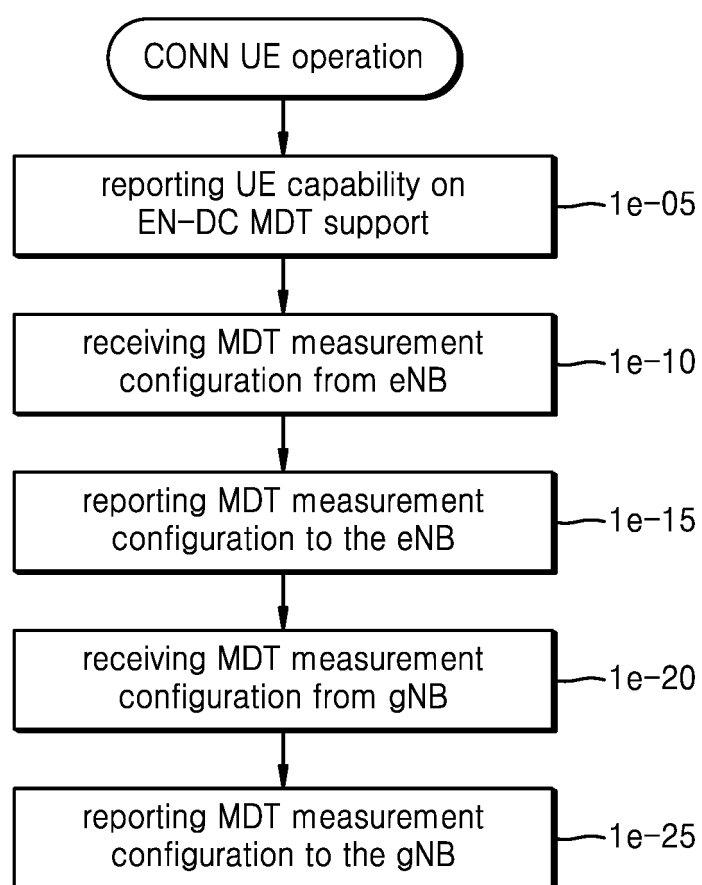 CONN UE operation
reporting UE capability on
EN-DC MDT support
1e-05
receiving MDT measurement
configuration from eNB
1e-10
reporting MDT measurement
configuration to the eNB
1e-15
receiving MDT measurement
configuration from gNB
1e-20
reporting MDT measurement
configuration to the gNB
1e-25